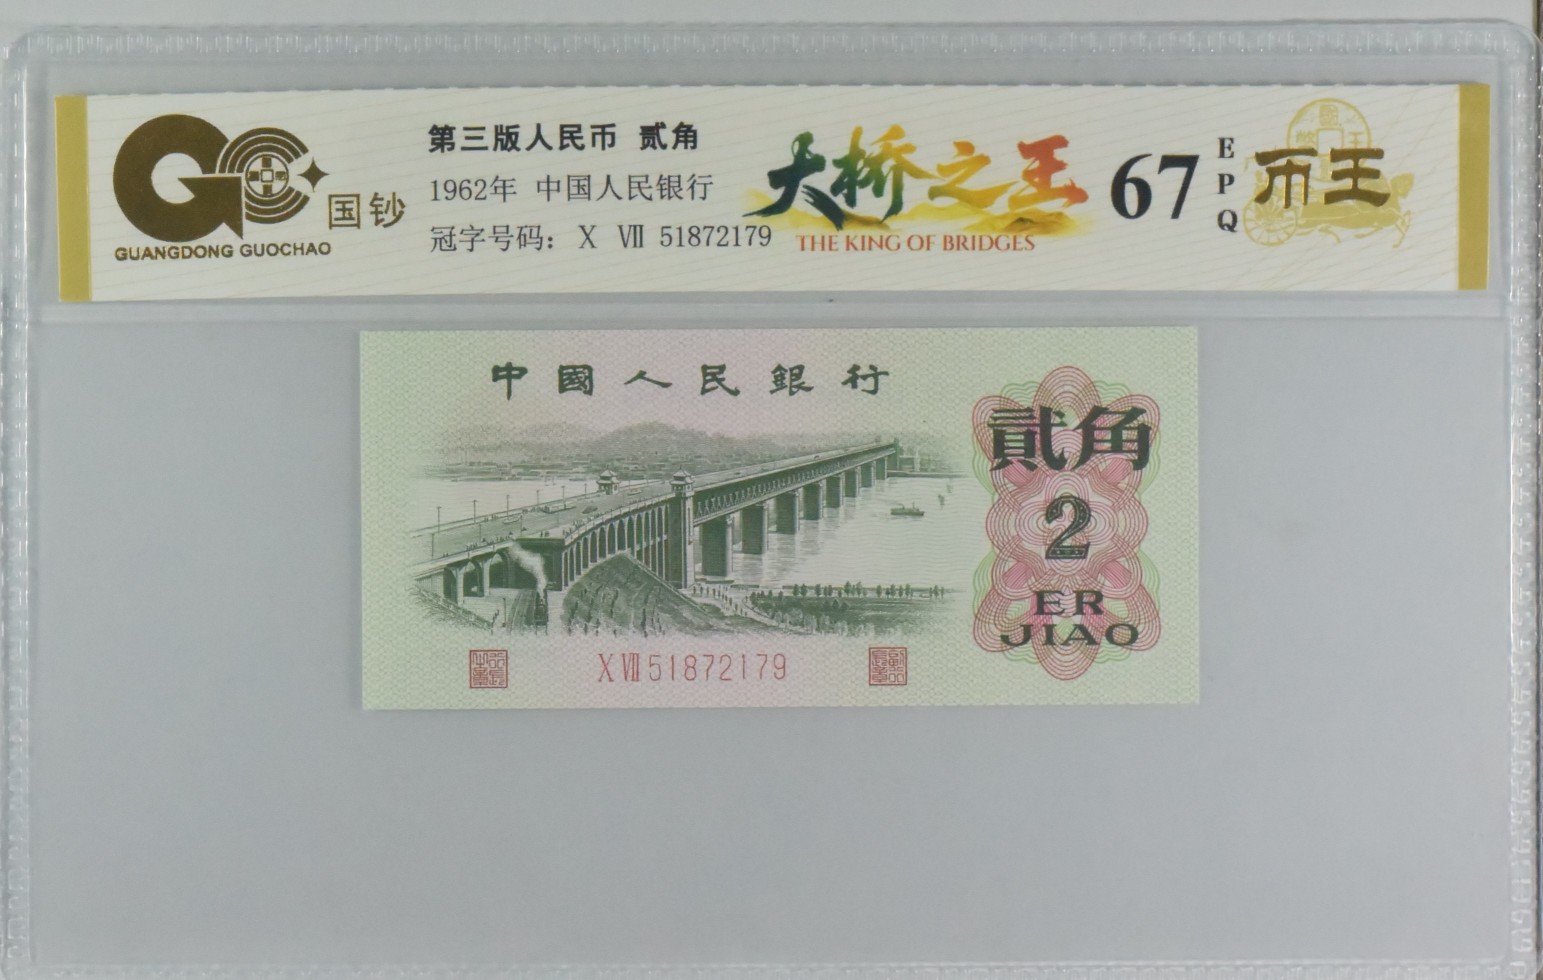 GUANGDONG GUOCHAO
国钞
第三版人民币 贰角
1962年 中国人民银行
冠字号码： X Ⅶ 51872179
大桥之王
THE KING OF BRIDGES
67
EPQ
币王
中國人民銀行
貳角
2
ER
JIAO
X Ⅶ 51872179